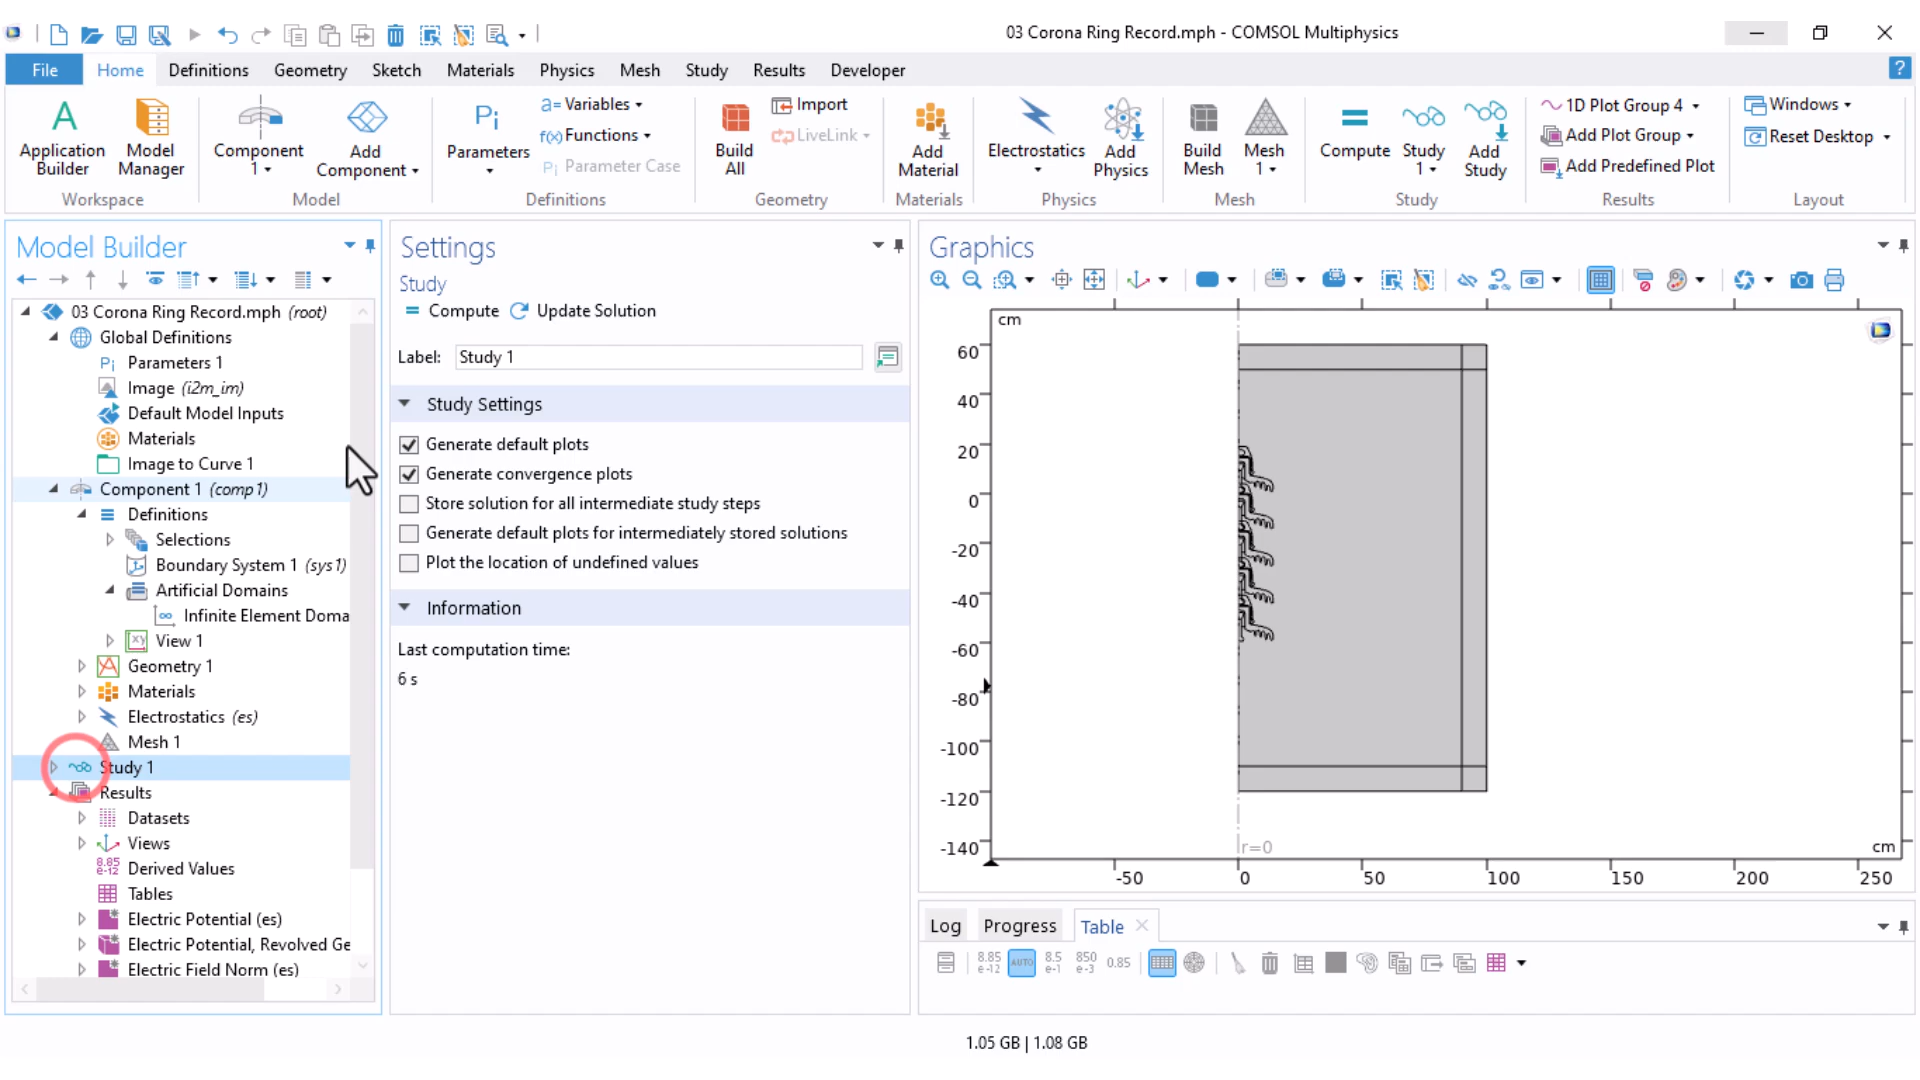 03 Corona Ring Record.mph - COMSOL Multiphysics
File Home Definitions Geometry Sketch Materials Physics Mesh Study Results Developer
Application Builder
Model Manager
Workspace
Component 1
Add Component
Model
Pi
Parameters
a= Variables
f(x) Functions
Pi Parameter Case
Definitions
Build All
Import
LiveLink
Geometry
Add Material
Materials
Electrostatics
Add Physics
Physics
Build Mesh
Mesh 1
Mesh
Compute
Study 1
Add Study
Study
1D Plot Group 4
Add Plot Group
Add Predefined Plot
Results
Windows
Reset Desktop
Layout
Model Builder
03 Corona Ring Record.mph (root)
Global Definitions
Pi Parameters 1
Image (i2m_im)
Default Model Inputs
Materials
Image to Curve 1
Component 1 (comp1)
Definitions
Selections
Boundary System 1 (sys1)
Artificial Domains
Infinite Element Doma
View 1
Geometry 1
Materials
Electrostatics (es)
Mesh 1
Study 1
Results
Datasets
Views
8.85 e-12 Derived Values
Tables
Electric Potential (es)
Electric Potential, Revolved Ge
Electric Field Norm (es)
Settings
Study
= Compute Update Solution
Label: Study 1
Study Settings
Generate default plots
Generate convergence plots
Store solution for all intermediate study steps
Generate default plots for intermediately stored solutions
Plot the location of undefined values
Information
Last computation time:
6 s
Graphics
cm
60
40
20
0
-20
-40
-60
-80
-100
-120
-140
r=0
cm
-50 0 50 100 150 200 250
Log Progress Table
8.85 e-12 AUTO 8.5 e-1 850 e-3 0.85
1.05 GB | 1.08 GB